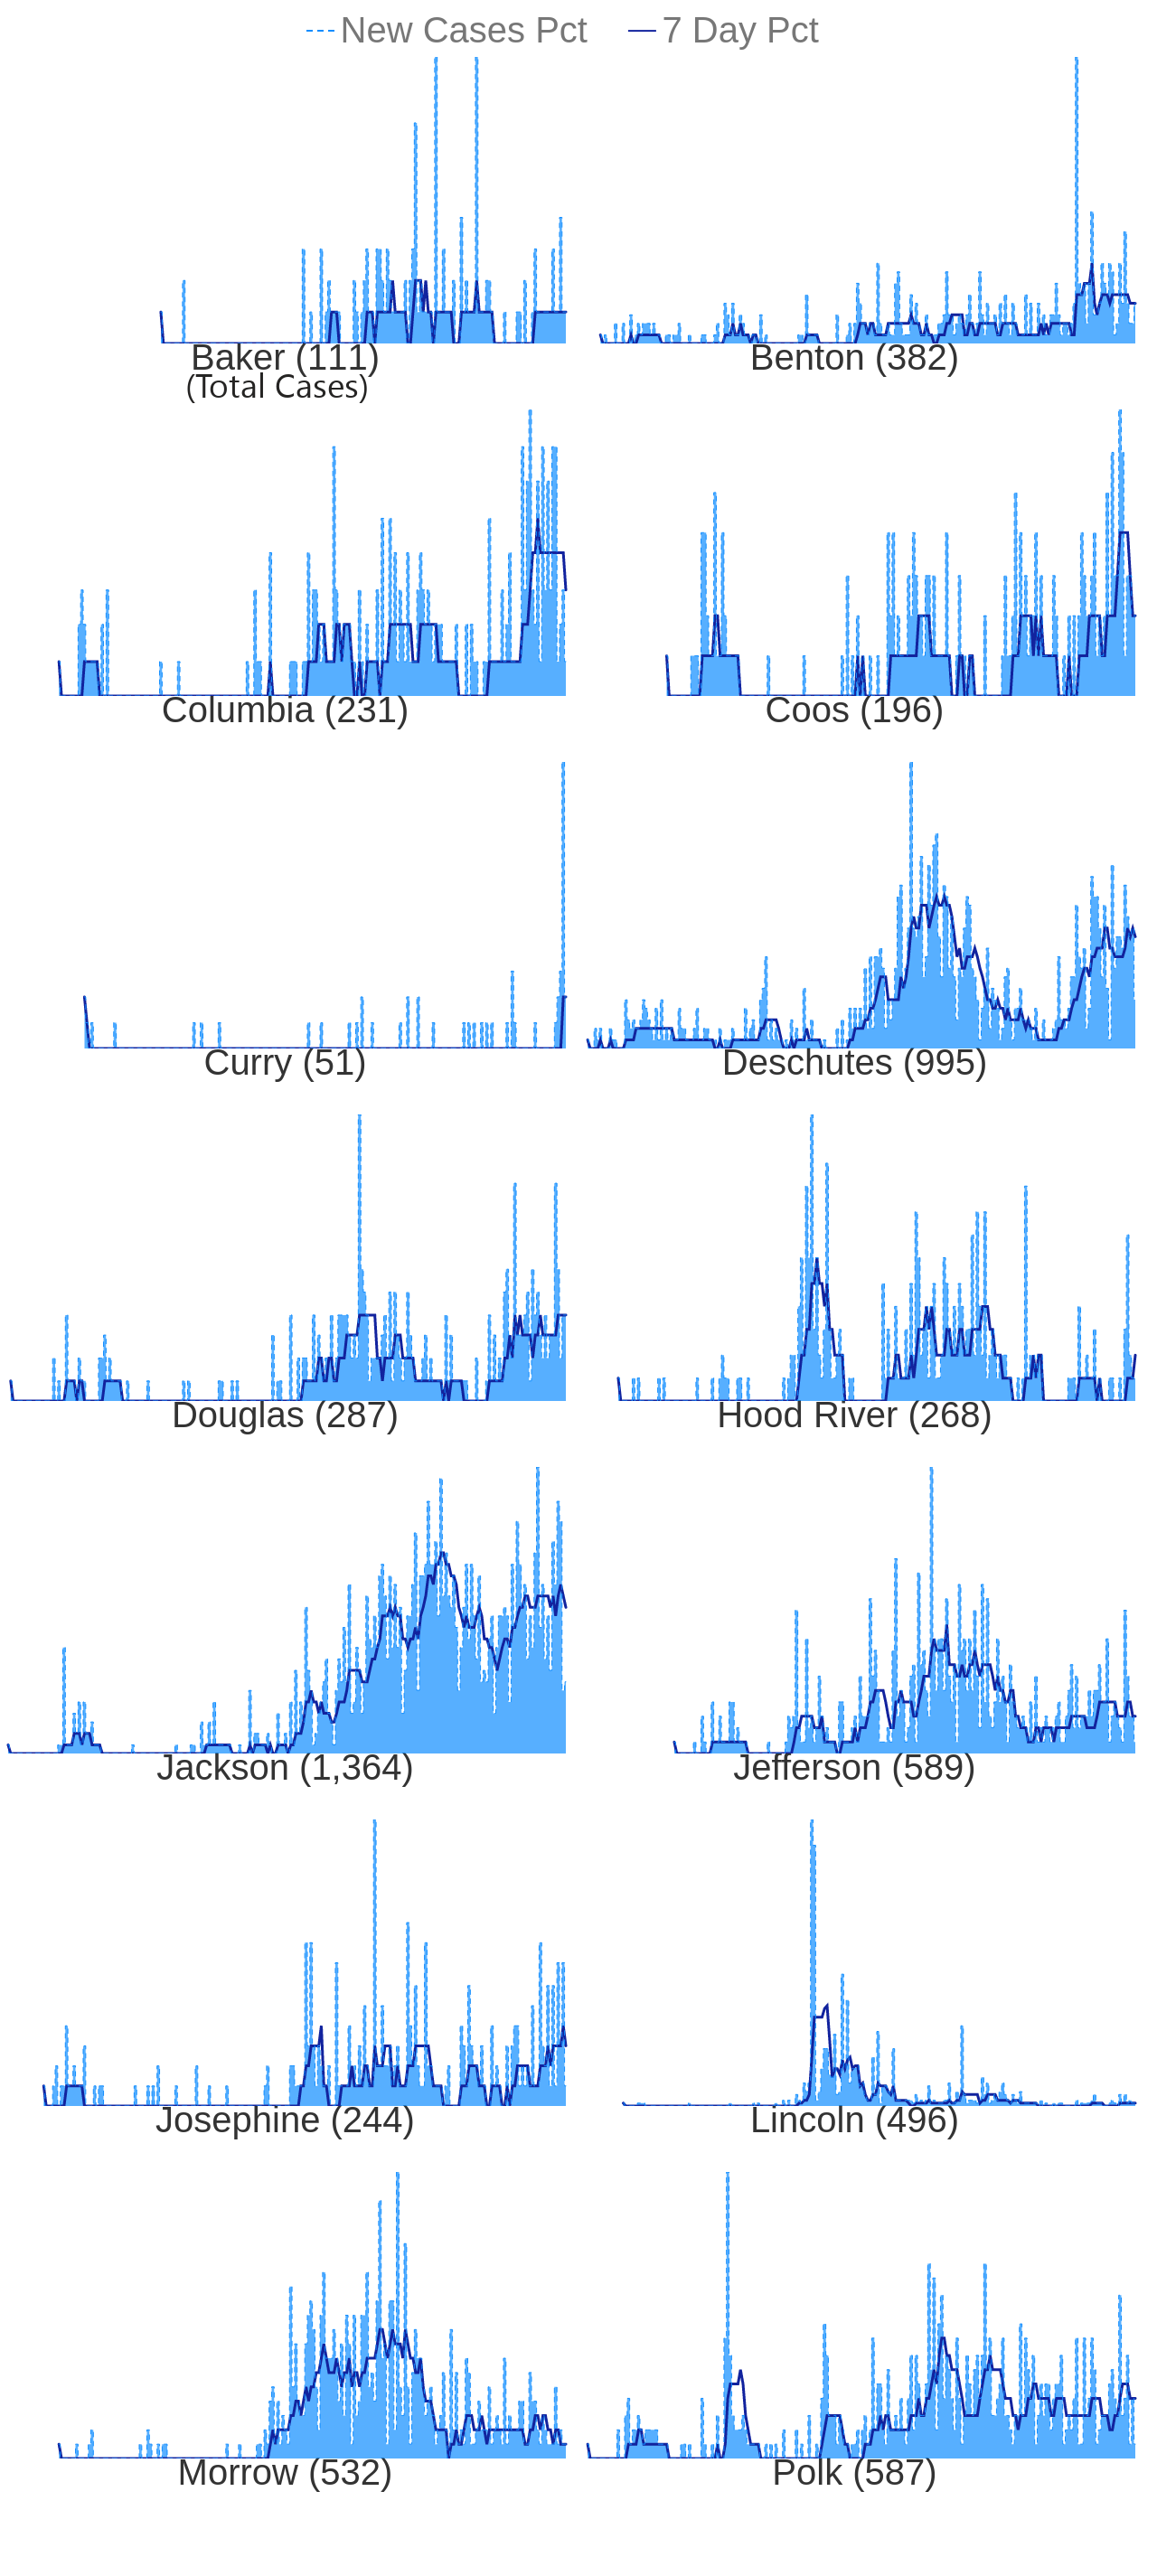 New Cases Pct 7 Day Pct
Baker (111) Benton (382)
(Total Cases)
Columbia (231) Coos (196)
Curry (51) Deschutes (995)
Douglas (287) Hood River (268)
Jackson (1,364) Jefferson (589)
Josephine (244) Lincoln (496)
Morrow (532) Polk (587)